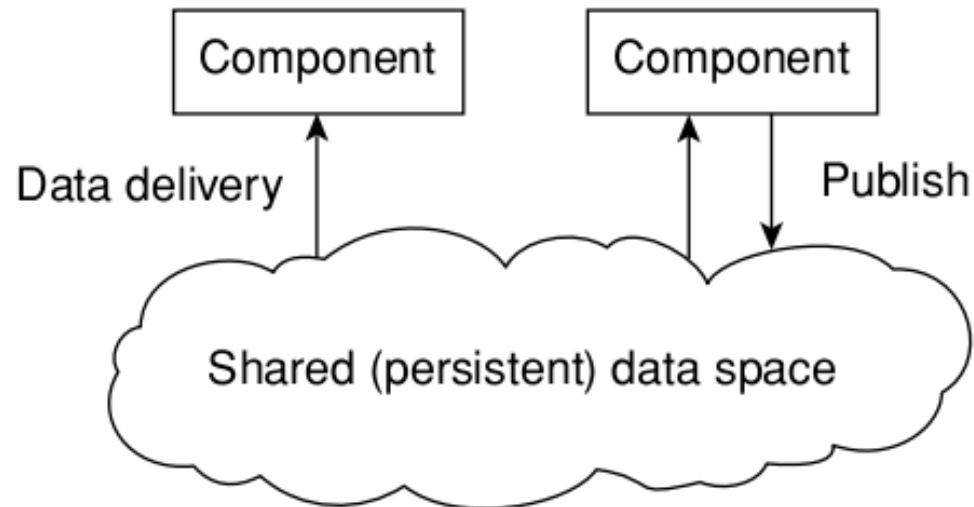 Component
Component
Data delivery
Publish
Shared (persistent) data space